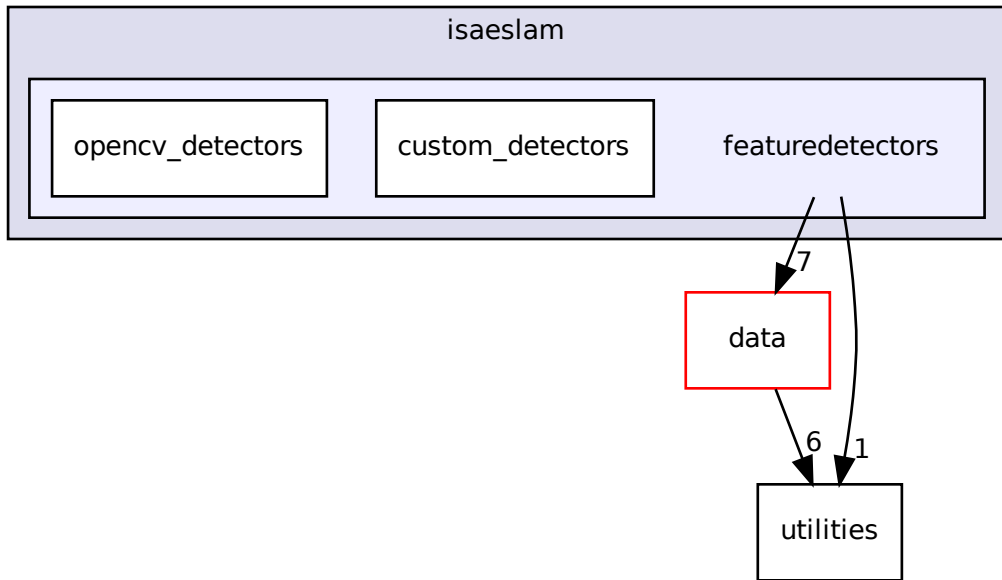 isaeslam
opencv_detectors
custom_detectors
featuredetectors
7
data
6
1
utilities